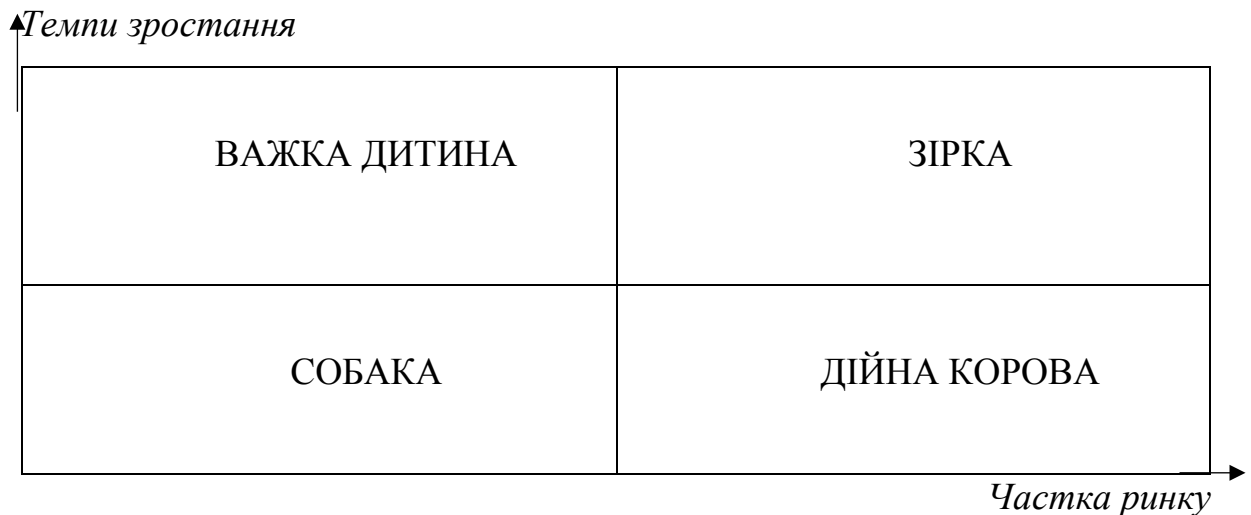 Темпи зростання
ВАЖКА ДИТИНА
ЗІРКА
СОБАКА
ДІЙНА КОРОВА
Частка ринку